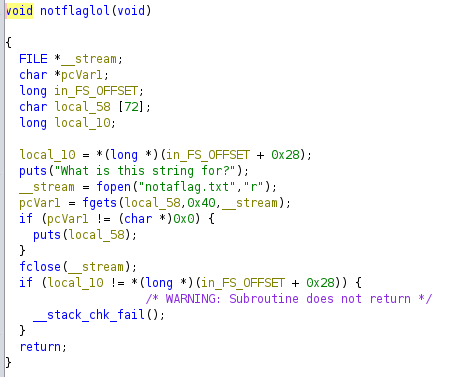 void notflaglol(void)
{
FILE *__stream;
char *pcVar1;
long in_FS_OFFSET;
char local_58 [72];
long local_10;
local_10 = *(long *)(in_FS_OFFSET + 0x28);
puts("What is this string for?");
__stream = fopen("notaflag.txt","r");
pcVar1 = fgets(local_58,0x40,__stream);
if (pcVar1 != (char *)0x0) {
puts(local_58);
}
fclose(__stream);
if (local_10 != *(long *)(in_FS_OFFSET + 0x28)) {
/* WARNING: Subroutine does not return */
__stack_chk_fail();
}
return;
}